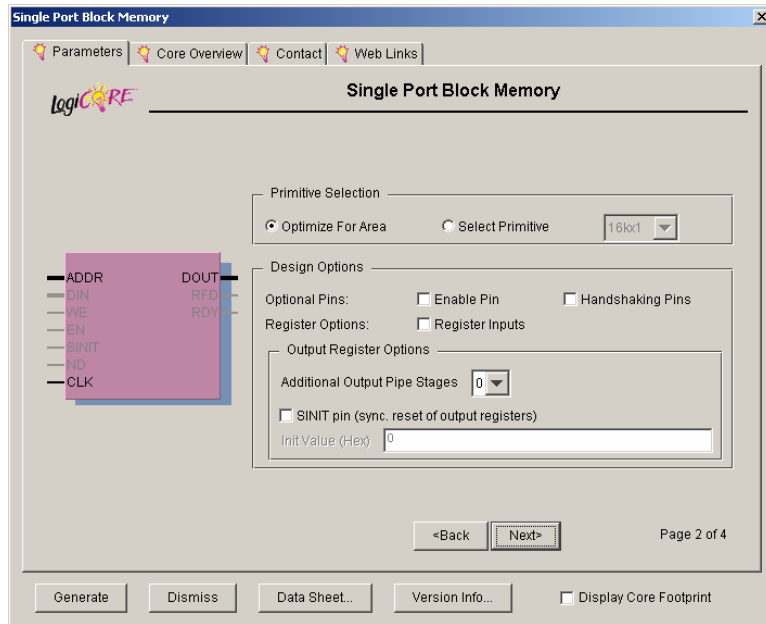 Single Port Block Memory
Parameters Core Overview Contact Web Links
LogiCORE
Single Port Block Memory
Primitive Selection
Optimize For Area Select Primitive 16kx1
Design Options
Optional Pins: Enable Pin Handshaking Pins
Register Options: Register Inputs
Output Register Options
Additional Output Pipe Stages 0
SINIT pin (sync. reset of output registers)
Init Value (Hex) 0
ADDR DOUT
DIN RFD
WE RDY
EN
SINIT
ND
CLK
<Back Next> Page 2 of 4
Generate Dismiss Data Sheet... Version Info... Display Core Footprint